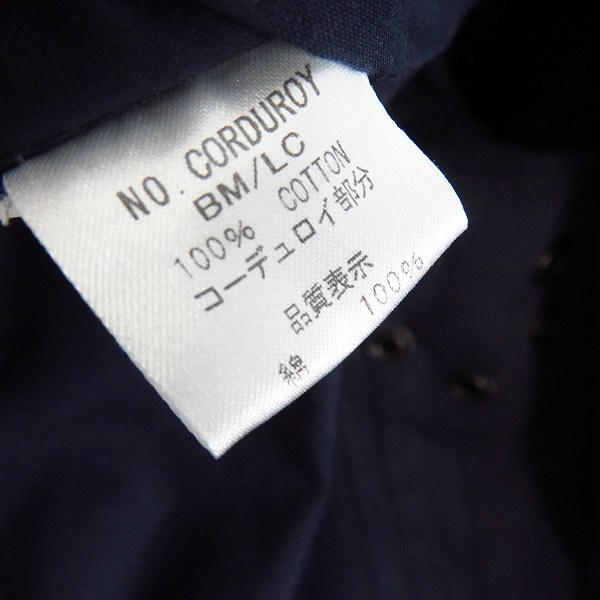 NO. CORDUROY
BM/LC
100% COTTON
コーデュロイ部分
品質表示
綿 100%